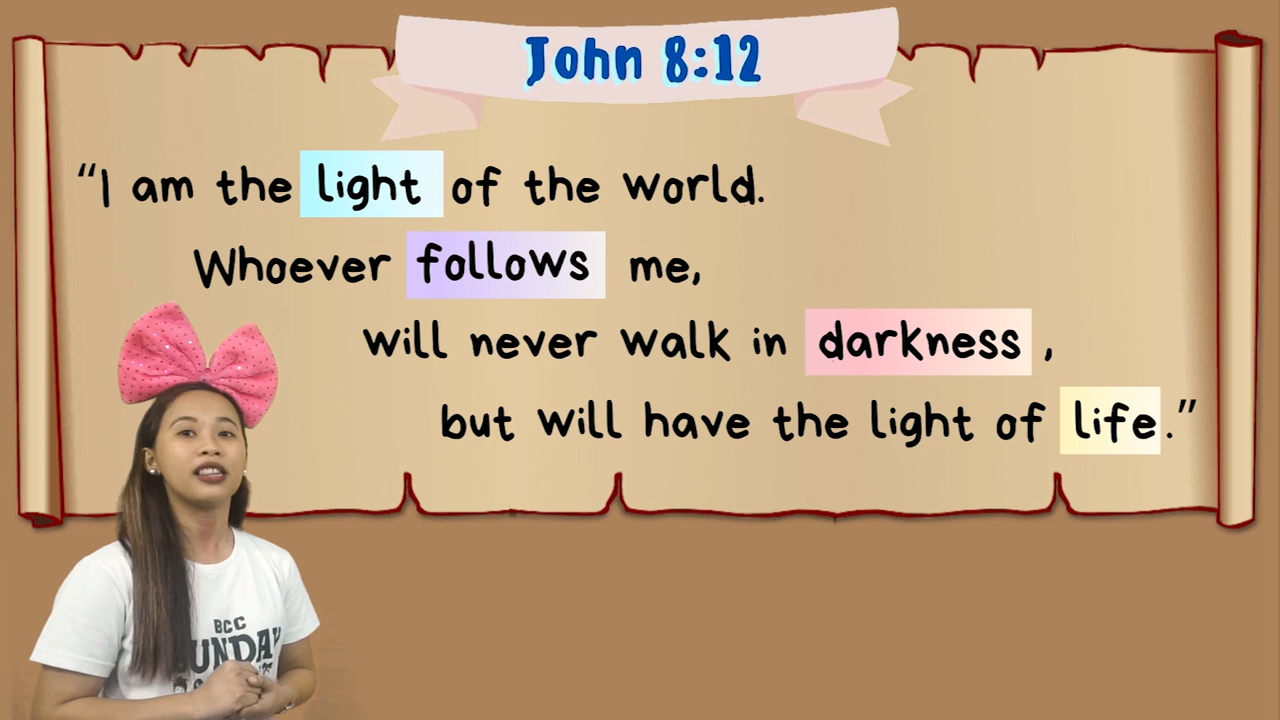 John 8:12
“I am the light of the world.
Whoever follows me,
will never walk in darkness ,
but will have the light of life.”
BCC
SUNDAY